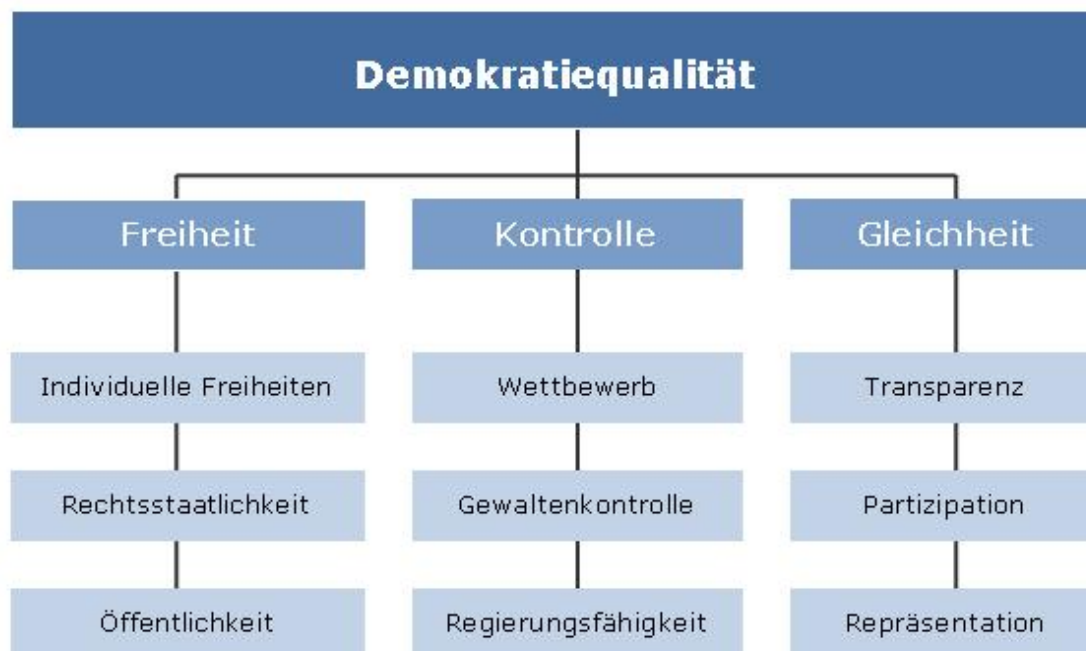 Demokratiequalität
Freiheit
Kontrolle
Gleichheit
Individuelle Freiheiten
Wettbewerb
Transparenz
Rechtsstaatlichkeit
Gewaltenkontrolle
Partizipation
Öffentlichkeit
Regierungsfähigkeit
Repräsentation